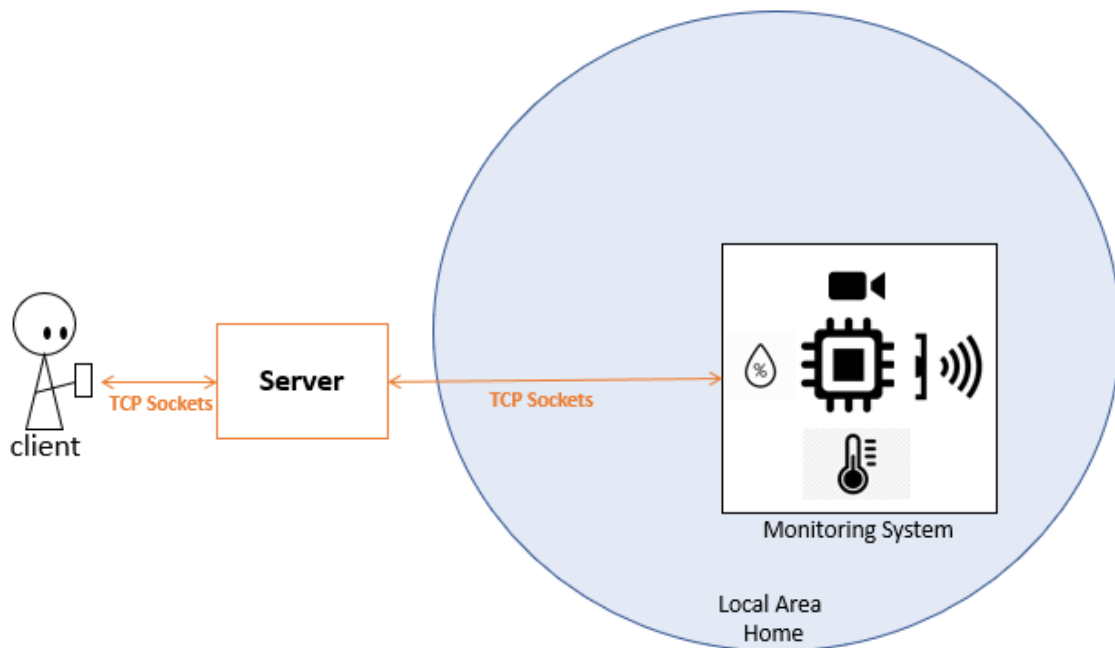 Server
TCP Sockets
TCP Sockets
client
%
Monitoring System
Local Area
Home